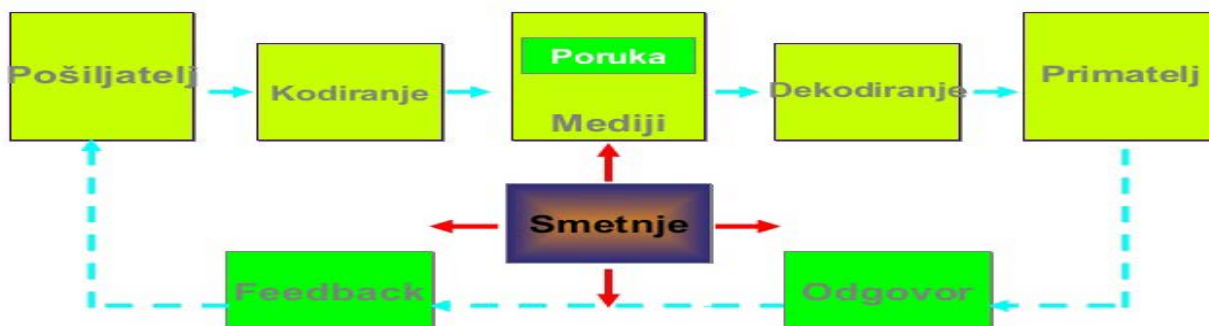 Pošiljatelj
Kodiranje
Poruka
Mediji
Dekodiranje
Primatelj
Smetnje
Feedback
Odgovor